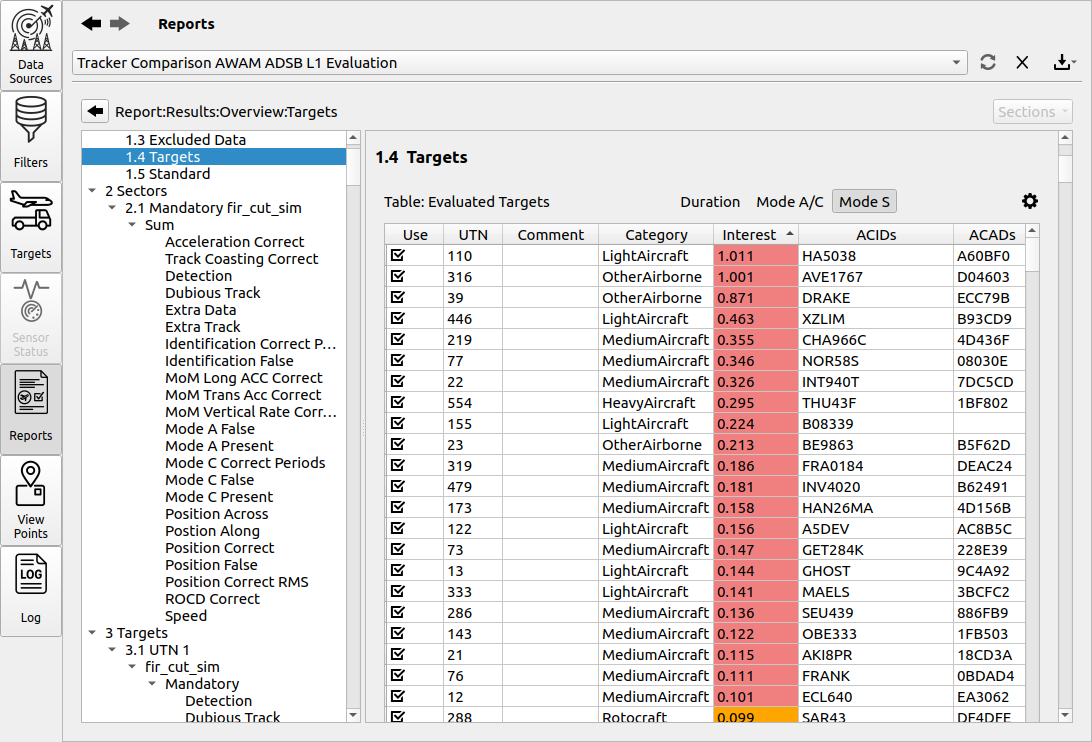 Data
Sources
Filters
Targets
Sensor
Status
Reports
View
Points
LOG
Log
Reports
Tracker Comparison AWAM ADSB L1 Evaluation
Report:Results:Overview:Targets
Sections
1.3 Excluded Data
1.4 Targets
1.5 Standard
2 Sectors
2.1 Mandatory fir_cut_sim
Sum
Acceleration Correct
Track Coasting Correct
Detection
Dubious Track
Extra Data
Extra Track
Identification Correct P...
Identification False
MoM Long ACC Correct
MoM Trans Acc Correct
MoM Vertical Rate Corr...
Mode A False
Mode A Present
Mode C Correct Periods
Mode C False
Mode C Present
Position Across
Postion Along
Position Correct
Position False
Position Correct RMS
ROCD Correct
Speed
3 Targets
3.1 UTN 1
fir_cut_sim
Mandatory
Detection
Dubious Track
1.4 Targets
Table: Evaluated Targets Duration Mode A/C Mode S
Use UTN Comment Category Interest ACIDs ACADs
110 LightAircraft 1.011 HA5038 A60BF0
316 OtherAirborne 1.001 AVE1767 D04603
39 OtherAirborne 0.871 DRAKE ECC79B
446 LightAircraft 0.463 XZLIM B93CD9
219 MediumAircraft 0.355 CHA966C 4D436F
77 MediumAircraft 0.346 NOR58S 08030E
22 MediumAircraft 0.326 INT940T 7DC5CD
554 HeavyAircraft 0.295 THU43F 1BF802
155 LightAircraft 0.224 B08339
23 OtherAirborne 0.213 BE9863 B5F62D
319 MediumAircraft 0.186 FRA0184 DEAC24
479 MediumAircraft 0.181 INV4020 B62491
173 MediumAircraft 0.158 HAN26MA 4D156B
122 LightAircraft 0.156 A5DEV AC8B5C
73 MediumAircraft 0.147 GET284K 228E39
13 LightAircraft 0.144 GHOST 9C4A92
333 LightAircraft 0.141 MAELS 3BCFC2
286 MediumAircraft 0.136 SEU439 886FB9
143 MediumAircraft 0.122 OBE333 1FB503
21 MediumAircraft 0.115 AKI8PR 18CD3A
76 MediumAircraft 0.111 FRANK 0BDAD4
12 MediumAircraft 0.101 ECL640 EA3062
288 Rotocraft 0.099 SAR43 DF4DFF